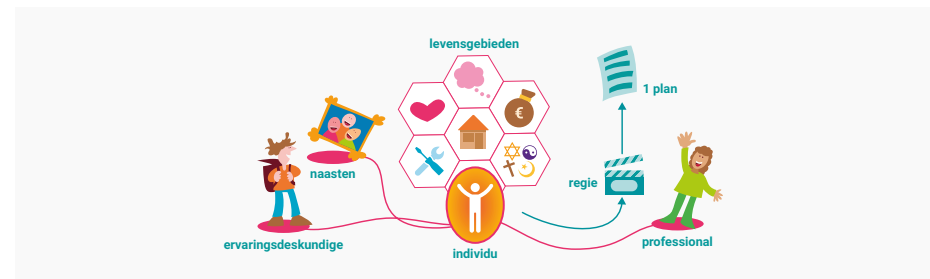 levensgebieden
1 plan
€
naasten
regie
ervaringsdeskundige
individu
professional